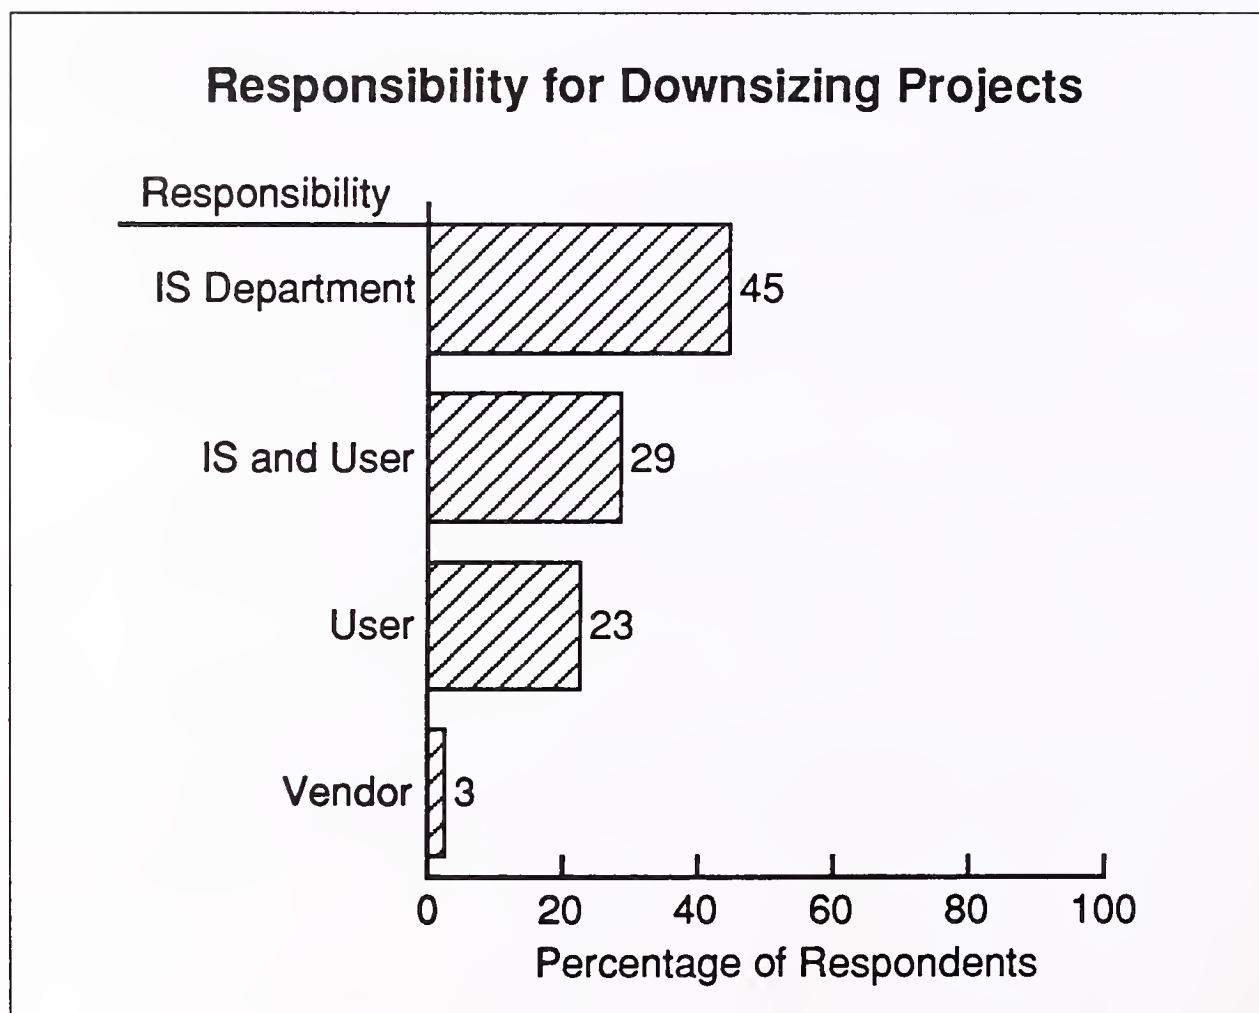 Responsibility for Downsizing Projects
Responsibility
IS Department 45
IS and User 29
User 23
Vendor 3
0 20 40 60 80 100
Percentage of Respondents